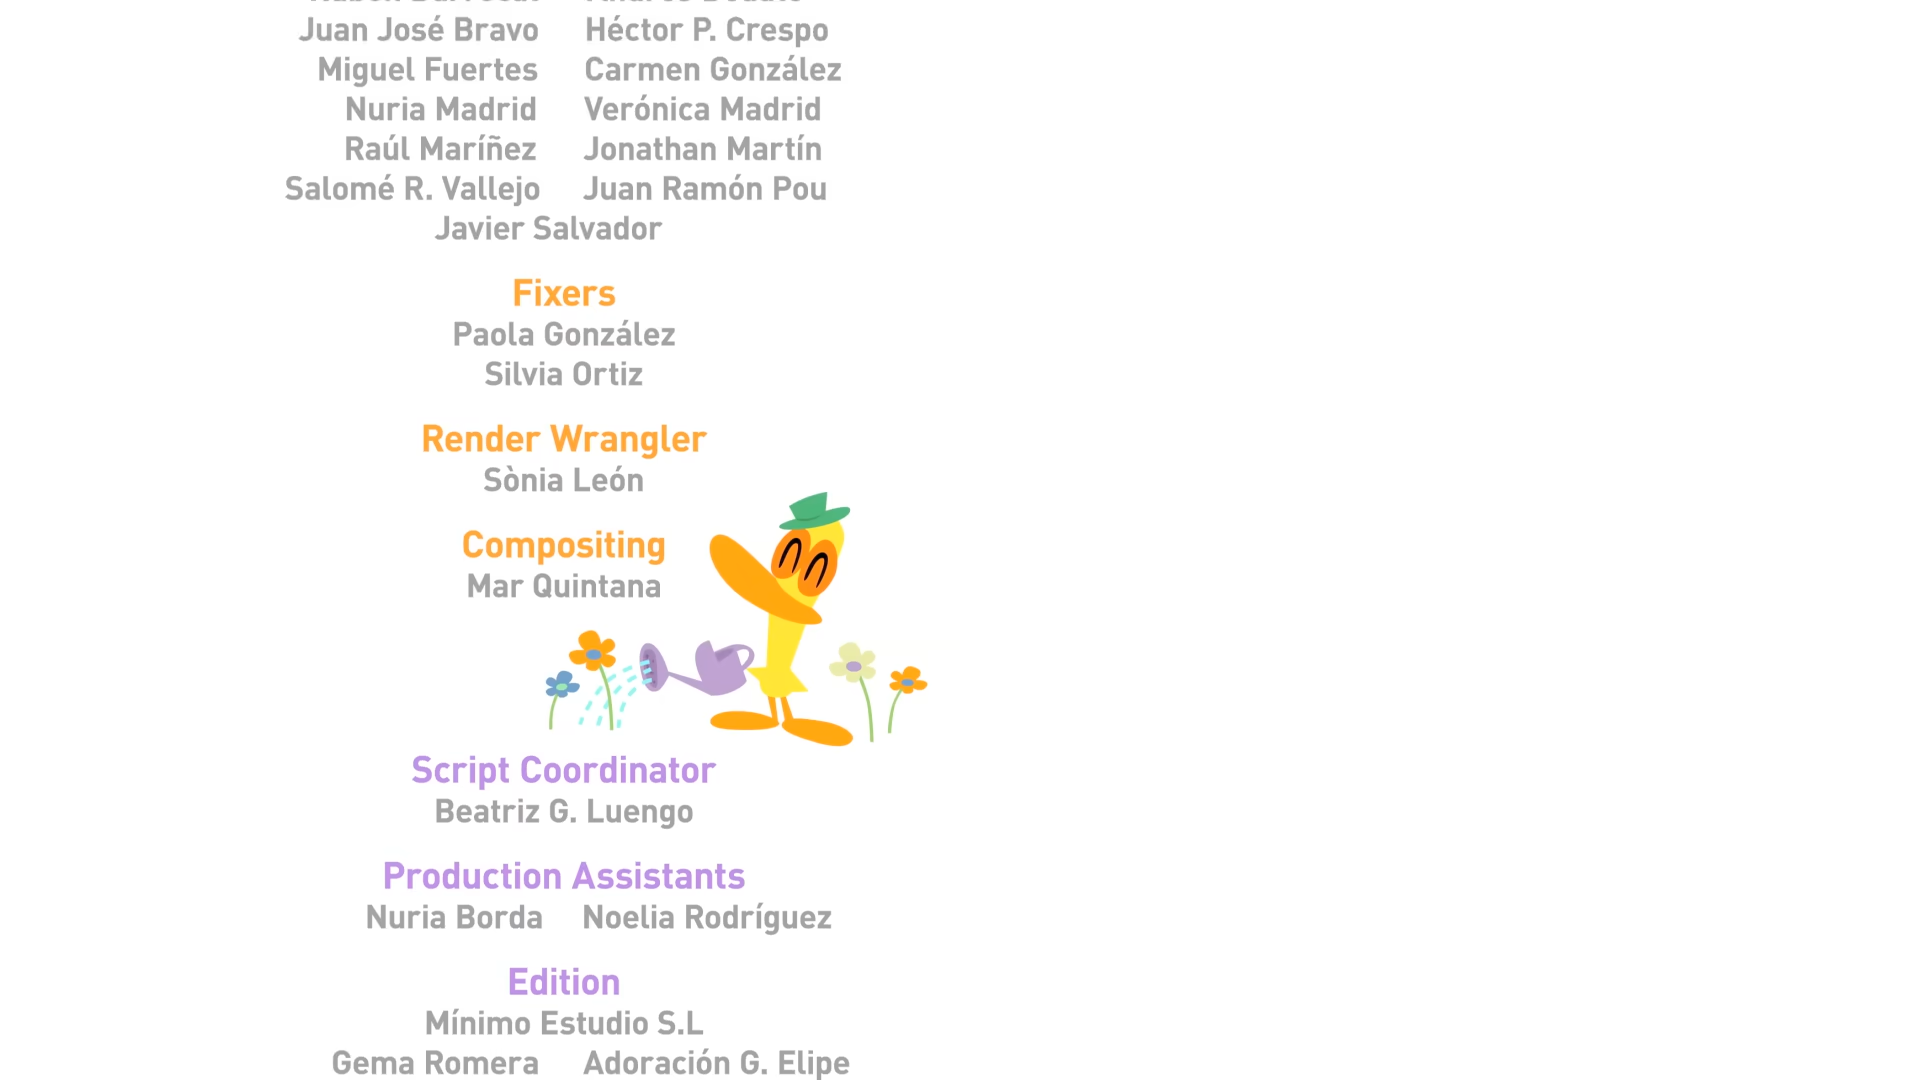 Juan José Bravo Héctor P. Crespo
Miguel Fuertes Carmen González
Nuria Madrid Verónica Madrid
Raúl Maríñez Jonathan Martín
Salomé R. Vallejo Juan Ramón Pou
Javier Salvador
Fixers
Paola González
Silvia Ortiz
Render Wrangler
Sònia León
Compositing
Mar Quintana
Script Coordinator
Beatriz G. Luengo
Production Assistants
Nuria Borda Noelia Rodríguez
Edition
Mínimo Estudio S.L
Gema Romera Adoración G. Elipe